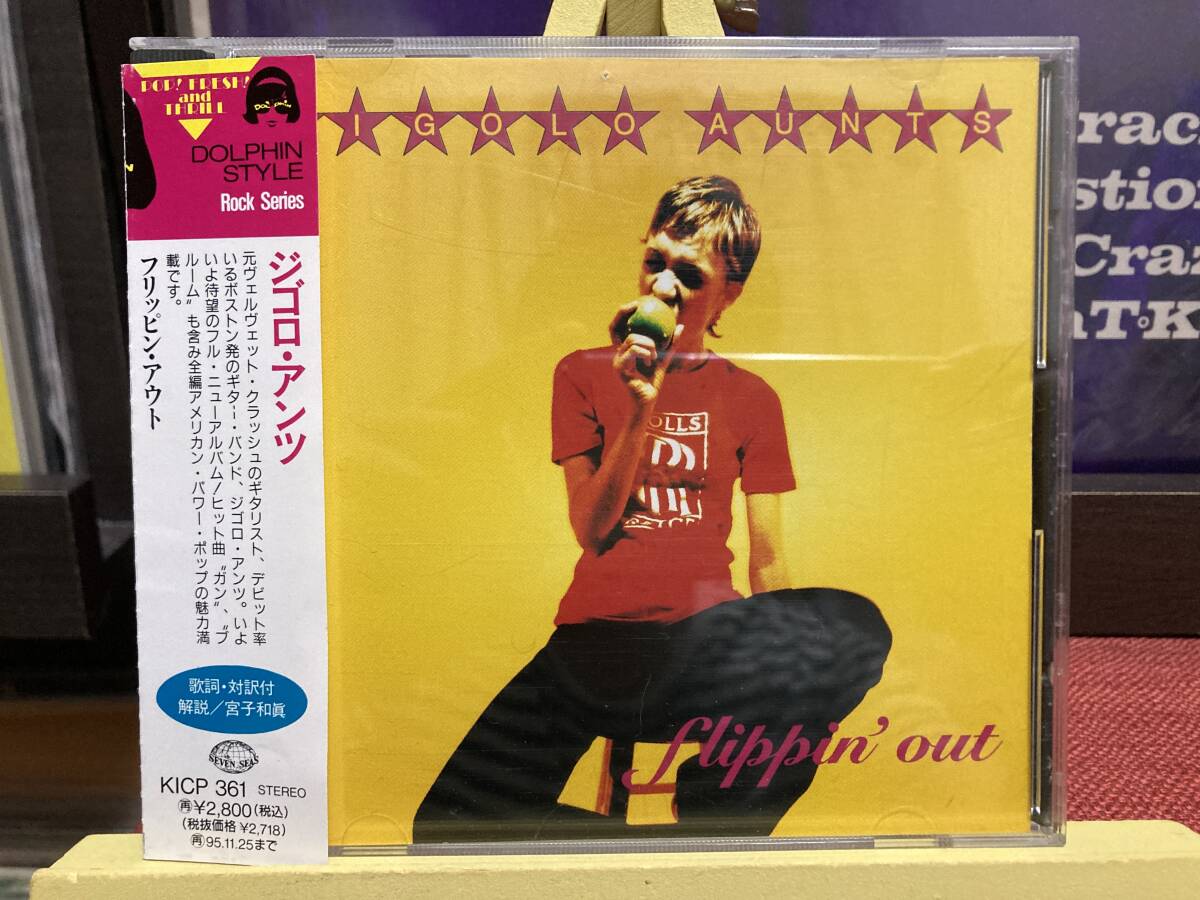 POP! FRESH!
and
THRILL
DOLPHIN
DOLPHIN
STYLE
Rock Series
ジゴロ・アンツ
元ヴェルヴェット・クラッシュのギタリスト、デビット率
いるボストン発のギター・バンド、ジゴロ・アンツ。いよ
いよ待望のフル・ニューアルバム!ヒット曲“ガン”、“ブ
ルーム”も含み全編アメリカン・パワー・ポップの魅力満
載です。
フリッピン・アウト
歌詞・対訳付
解説/宮子和眞
SEVEN SEAS
KICP 361 STEREO
再¥2,800(税込)
(税抜価格 ¥2,718)
再95.11.25まで
IGOLO AUNTS
OLLS
flippin' out
rac
stion
Craz
aT·K